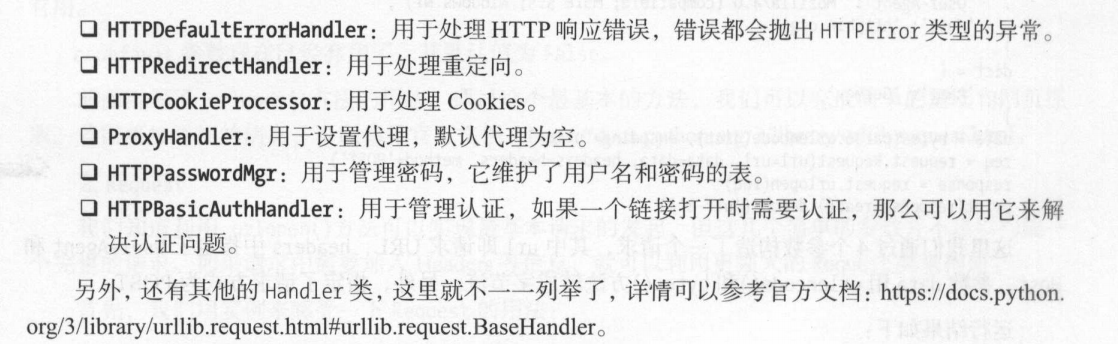 ❑ HTTPDefaultErrorHandler：用于处理 HTTP 响应错误，错误都会抛出 HTTPError 类型的异常。
❑ HTTPRedirectHandler：用于处理重定向。
❑ HTTPCookieProcessor：用于处理 Cookies。
❑ ProxyHandler：用于设置代理，默认代理为空。
❑ HTTPPasswordMgr：用于管理密码，它维护了用户名和密码的表。
❑ HTTPBasicAuthHandler：用于管理认证，如果一个链接打开时需要认证，那么可以用它来解
决认证问题。
另外，还有其他的 Handler 类，这里就不一一列举了，详情可以参考官方文档：https://docs.python.
org/3/library/urllib.request.html#urllib.request.BaseHandler。